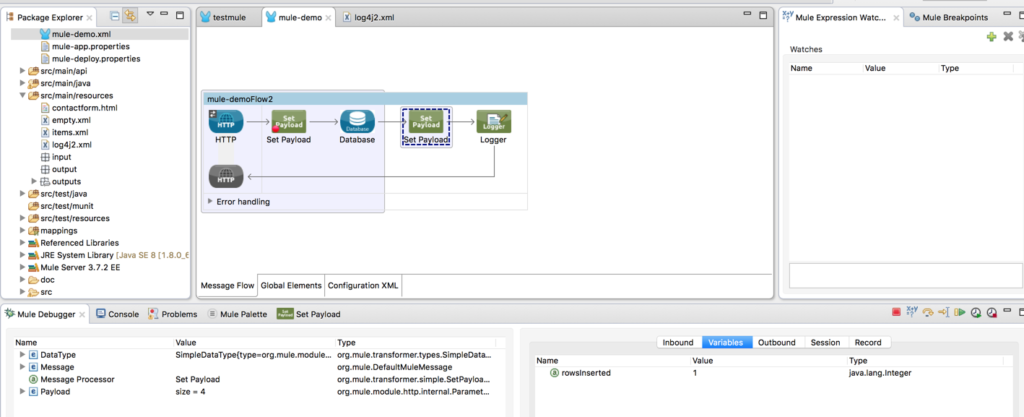 Package Explorer
mule-demo.xml
mule-app.properties
mule-deploy.properties
src/main/api
src/main/java
src/main/resources
contactform.html
empty.xml
items.xml
log4j2.xml
input
output
outputs
src/test/java
src/test/munit
src/test/resources
mappings
Referenced Libraries
JRE System Library [Java SE 8 [1.8.0_6
Mule Server 3.7.2 EE
doc
src
testmule
mule-demo
log4j2.xml
mule-demoFlow2
HTTP
HTTP
Set Payload
Set Payload
Database
Database
Set Payload
Set Payload
Logger
Logger
HTTP
Error handling
Message Flow
Global Elements
Configuration XML
Mule Expression Watc...
Mule Breakpoints
Watches
Name Value Type
Mule Debugger
Console
Problems
Mule Palette
Set Payload
Name Value Type
DataType SimpleDataType{type=org.mule.module... org.mule.transformer.types.SimpleData...
Message org.mule.DefaultMuleMessage
Message Processor Set Payload org.mule.transformer.simple.SetPayloa...
Payload size = 4 org.mule.module.http.internal.Paramet...
Inbound Variables Outbound Session Record
Name Value Type
rowsInserted 1 java.lang.Integer